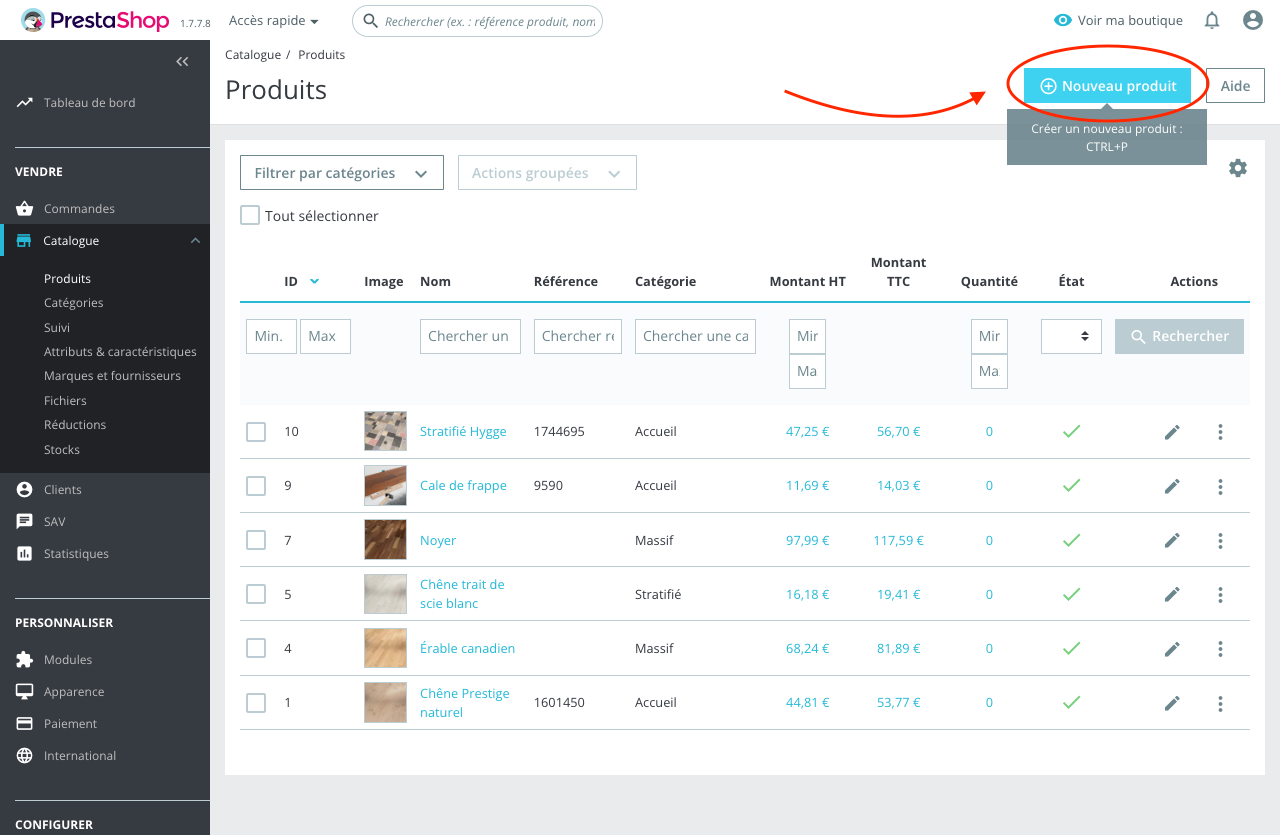 PrestaShop 1.7.7.8 Accès rapide Rechercher (ex. : référence produit, nom Voir ma boutique
Catalogue / Produits
Produits
Nouveau produit Aide
Créer un nouveau produit :
CTRL+P
Tableau de bord
VENDRE
Commandes
Catalogue
Produits
Catégories
Suivi
Attributs & caractéristiques
Marques et fournisseurs
Fichiers
Réductions
Stocks
Clients
SAV
Statistiques
PERSONNALISER
Modules
Apparence
Paiement
International
CONFIGURER
Filtrer par catégories Actions groupées
Tout sélectionner
ID Image Nom Référence Catégorie Montant HT Montant TTC Quantité État Actions
Min. Max Chercher un Chercher re Chercher une ca Mir Mir Rechercher
Ma Ma
10 Stratifié Hygge 1744695 Accueil 47,25 € 56,70 € 0
9 Cale de frappe 9590 Accueil 11,69 € 14,03 € 0
7 Noyer Massif 97,99 € 117,59 € 0
5 Chêne trait de scie blanc Stratifié 16,18 € 19,41 € 0
4 Érable canadien Massif 68,24 € 81,89 € 0
1 Chêne Prestige naturel 1601450 Accueil 44,81 € 53,77 € 0